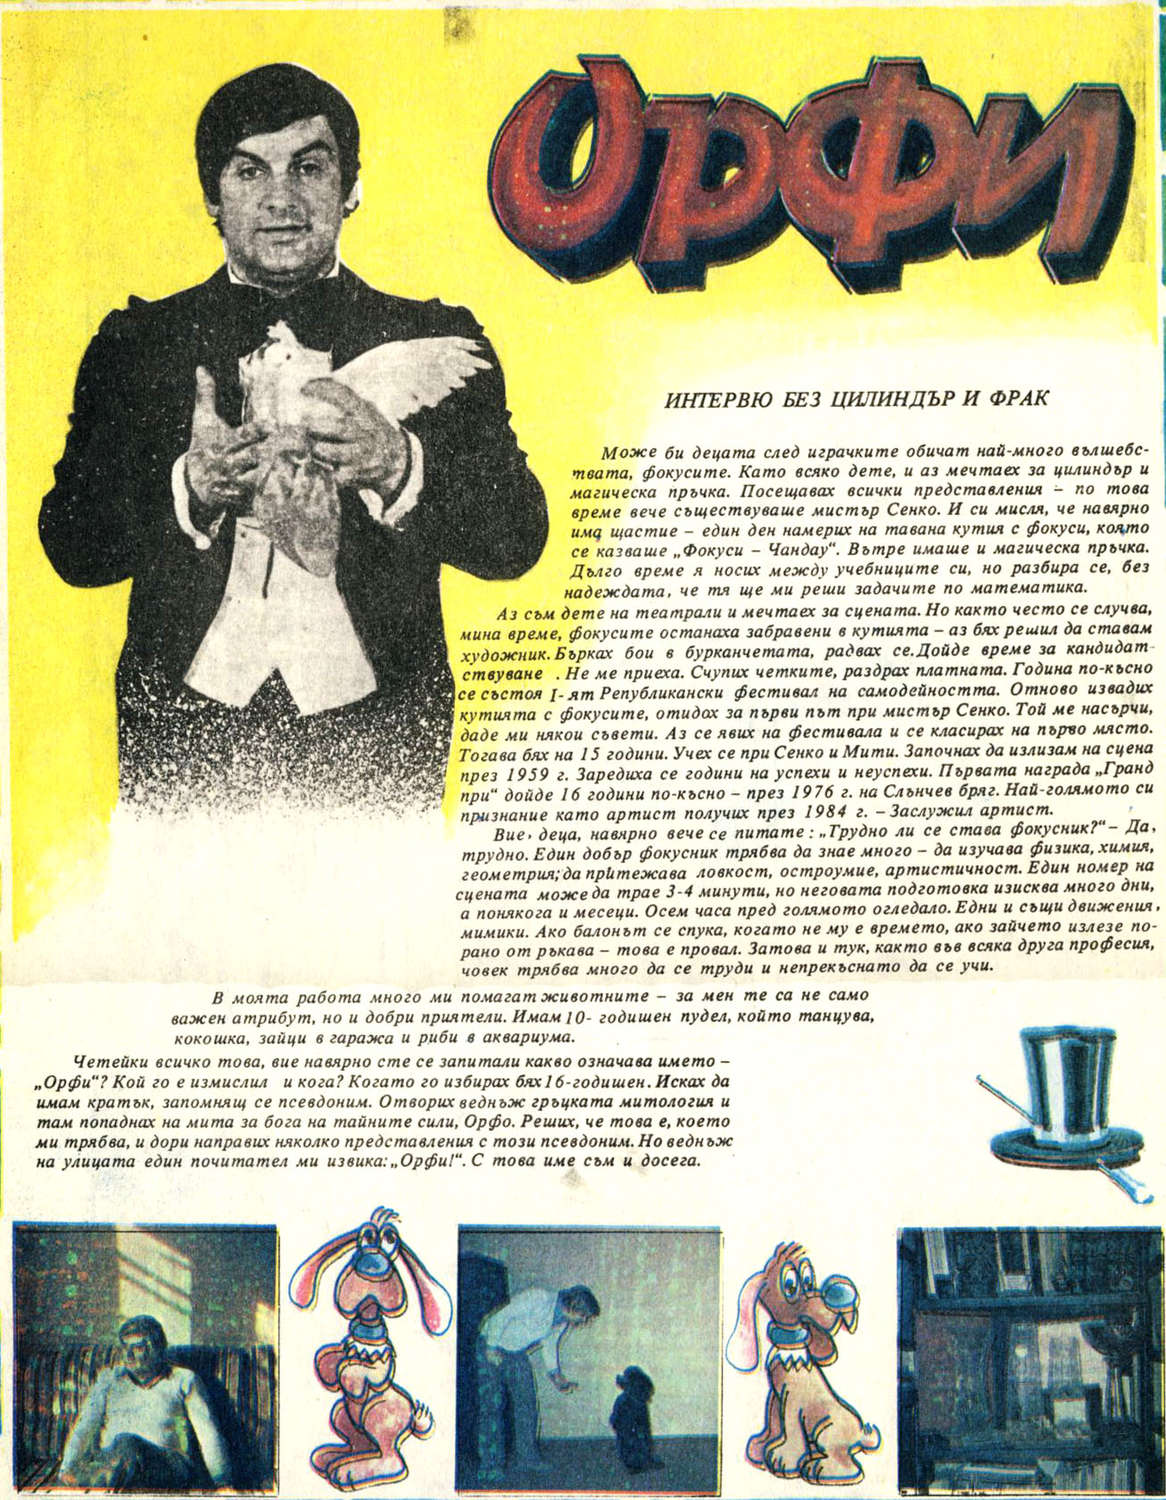 Орфи
ИНТЕРВЮ БЕЗ ЦИЛИНДЪР И ФРАК
Може би децата след играчките обичат най-много вълшебс-
твата, фокусите. Като всяко дете, и аз мечтаех за цилиндър и
магическа пръчка. Посещавах всички представления – по това
време вече съществуваше мистър Сенко. И си мисля, че навярно
имą щастие – един ден намерих на тавана кутия с фокуси, която
се казваше „Фокуси – Чандау“. Вътре имаше и магическа пръчка.
Дълго време я носих между учебниците си, но разбира се, без
надеждата, че тя ще ми реши задачите по математика.
Аз съм дете на театрали и мечтаех за сцената. Но както често се случва,
мина време, фокусите останаха забравени в кутията – аз бях решил да ставам
художник. Бърках бои в бурканчетата, радвах се. Дойде време за кандидат-
ствуване . Не ме приеха. Счупих четките, раздрах платната. Година по-късно
се състоя I-ят Републикански фестивал на самодейността. Отново извадих
кутията с фокусите, отидох за първи път при мистър Сенко. Той ме насърчи,
даде ми някои съвети. Аз се явих на фестивала и се класирах на първо място.
Тогава бях на 15 години. Учех се при Сенко и Мити. Започнах да излизам на сцена
през 1959 г. Заредиха се години на успехи и неуспехи. Първата награда „Гранд
при“ дойде 16 години по-късно – през 1976 г. на Слънчев бряг. Най-голямото си
признание като артист получих през 1984 г. – Заслужил артист.
Вие, деца, навярно вече се питате : „Трудно ли се става фокусник?“ – Да,
трудно. Един добър фокусник трябва да знае много – да изучава физика, химия,
геометрия; да притежава ловкост, остроумие, артистичност. Един номер на
сцената може да трае 3-4 минути, но неговата подготовка изисква много дни,
а понякога и месеци. Осем часа пред голямото огледало. Едни и същи движения,
мимики. Ако балонът се спука, когато не му е времето, ако зайчето излезе по-
рано от ръкава – това е провал. Затова и тук, както във всяка друга професия,
човек трябва много да се труди и непрекъснато да се учи.
В моята работа много ми помагат животните – за мен те са не само
важен атрибут, но и добри приятели. Имам 10- годишен пудел, който танцува,
кокошка, зайци в гаража и риби в аквариума.
Четейки всичко това, вие навярно сте се запитали какво означава името –
„Орфи“? Кой го е измислил и кога? Когато го избирах бях 16-годишен. Исках да
имам кратък, запомнящ се псевдоним. Отворих веднъж гръцката митология и
там попаднах на мита за бога на тайните сили, Орфо. Реших, че това е, което
ми трябва, и дори направих няколко представления с този псевдоним. Но веднъж
на улицата един почитател ми извика: „Орфи!“. С това име съм и досега.